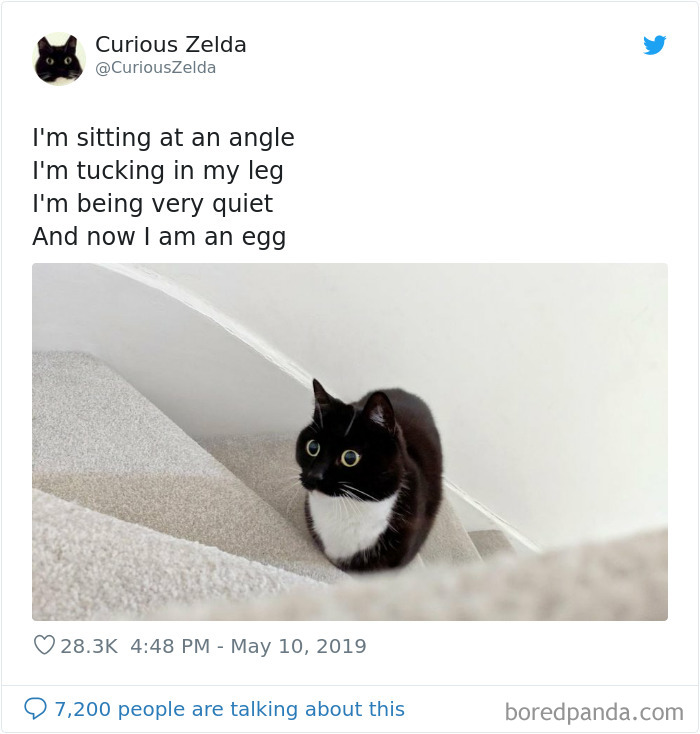 Curious Zelda
@CuriousZelda
I'm sitting at an angle
I'm tucking in my leg
I'm being very quiet
And now I am an egg
28.3K 4:48 PM - May 10, 2019
7,200 people are talking about this
boredpanda.com